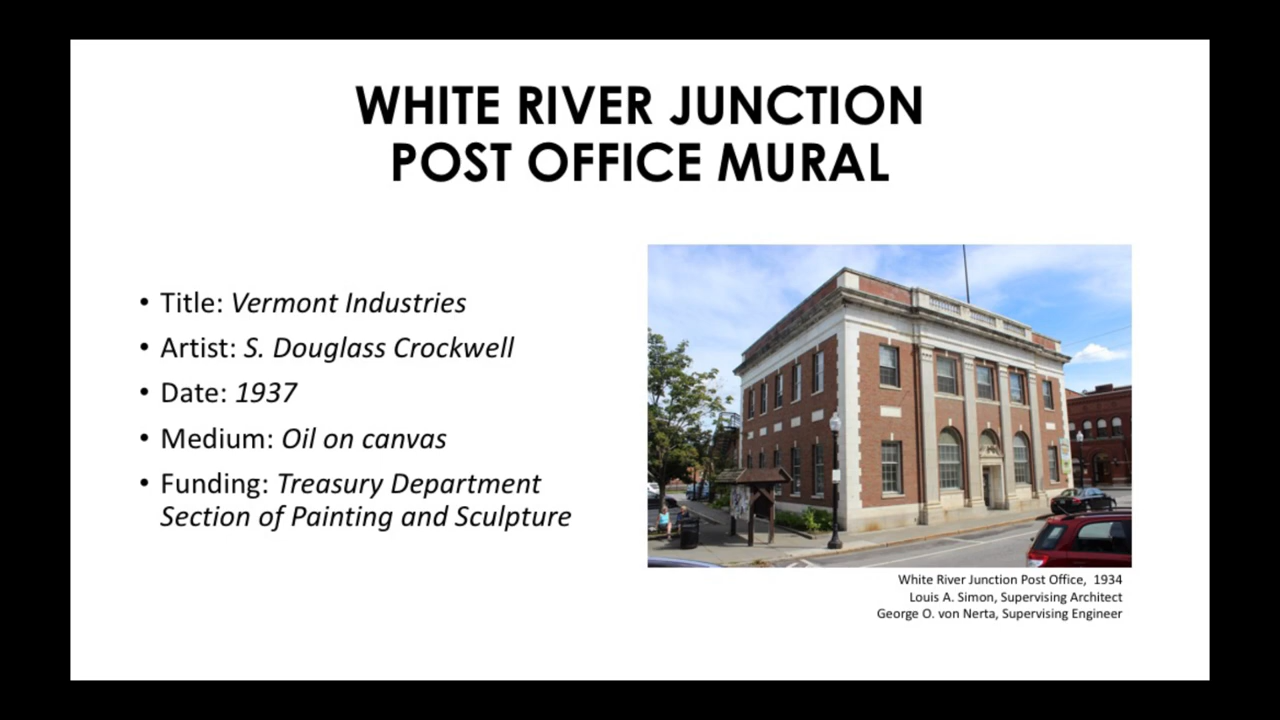 WHITE RIVER JUNCTION
POST OFFICE MURAL
• Title: Vermont Industries
• Artist: S. Douglass Crockwell
• Date: 1937
• Medium: Oil on canvas
• Funding: Treasury Department
Section of Painting and Sculpture
White River Junction Post Office,  1934
Louis A. Simon, Supervising Architect
George O. von Nerta, Supervising Engineer